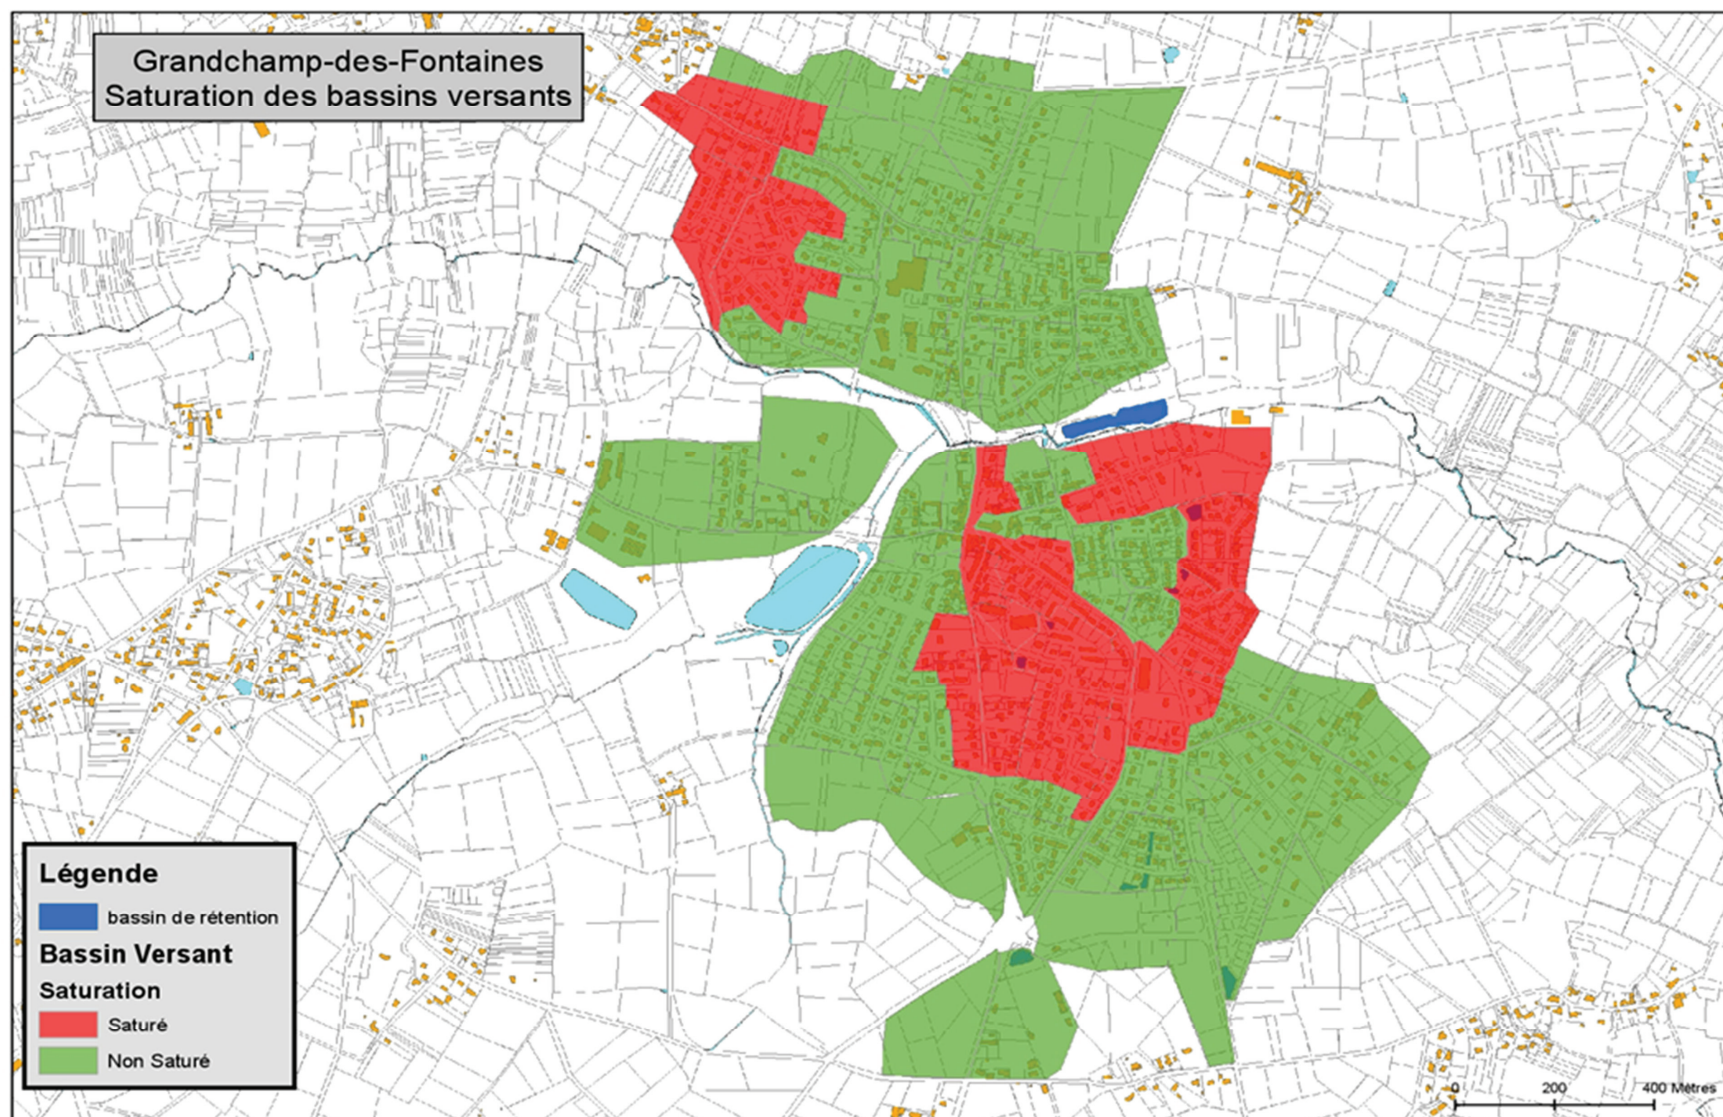 Grandchamp-des-Fontaines
Saturation des bassins versants
Légende
bassin de rétention
Bassin Versant
Saturation
Saturé
Non Saturé
0 200 400 Mètres